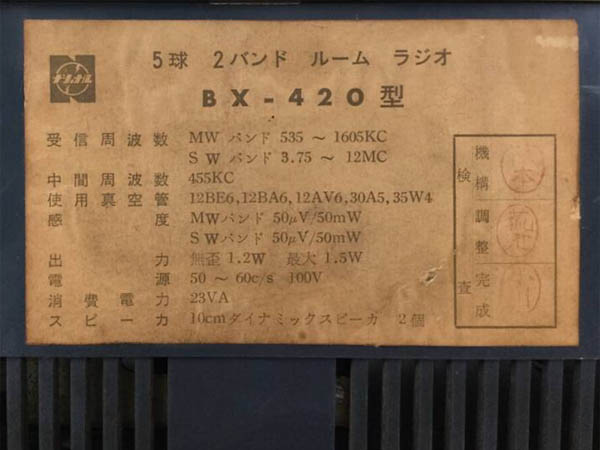 ナショナル
5球 2バンド ルーム ラジオ
BX-420型
受信周波数 MWバンド 535 ~ 1605KC
SWバンド 3.75 ~ 12MC
中間周波数 455KC
使用真空管 12BE6,12BA6,12AV6,30A5,35W4
感度 MWバンド 50μV/50mW
SWバンド 50μV/50mW
出力 無歪 1.2W 最大 1.5W
電源 50 ~ 60c/s 100V
消費電力 23VA
スピーカ 10cmダイナミックスピーカ 2個
検査
機構
調整
完成
本